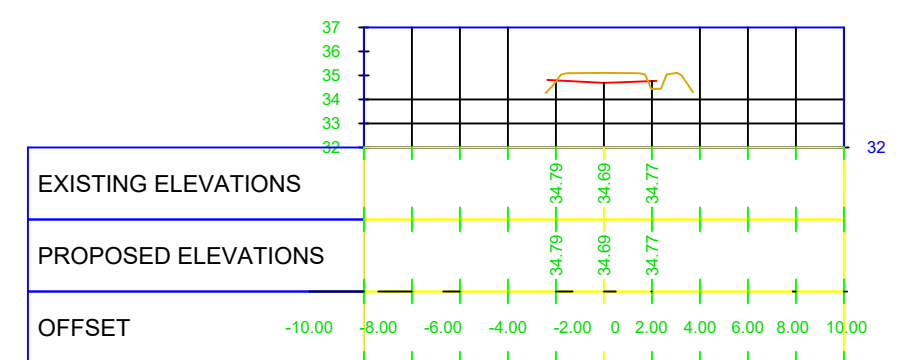 37
36
35
34
33
32 32
EXISTING ELEVATIONS 34.79 34.69 34.77
PROPOSED ELEVATIONS 34.79 34.69 34.77
OFFSET -10.00 -8.00 -6.00 -4.00 -2.00 0 2.00 4.00 6.00 8.00 10.00